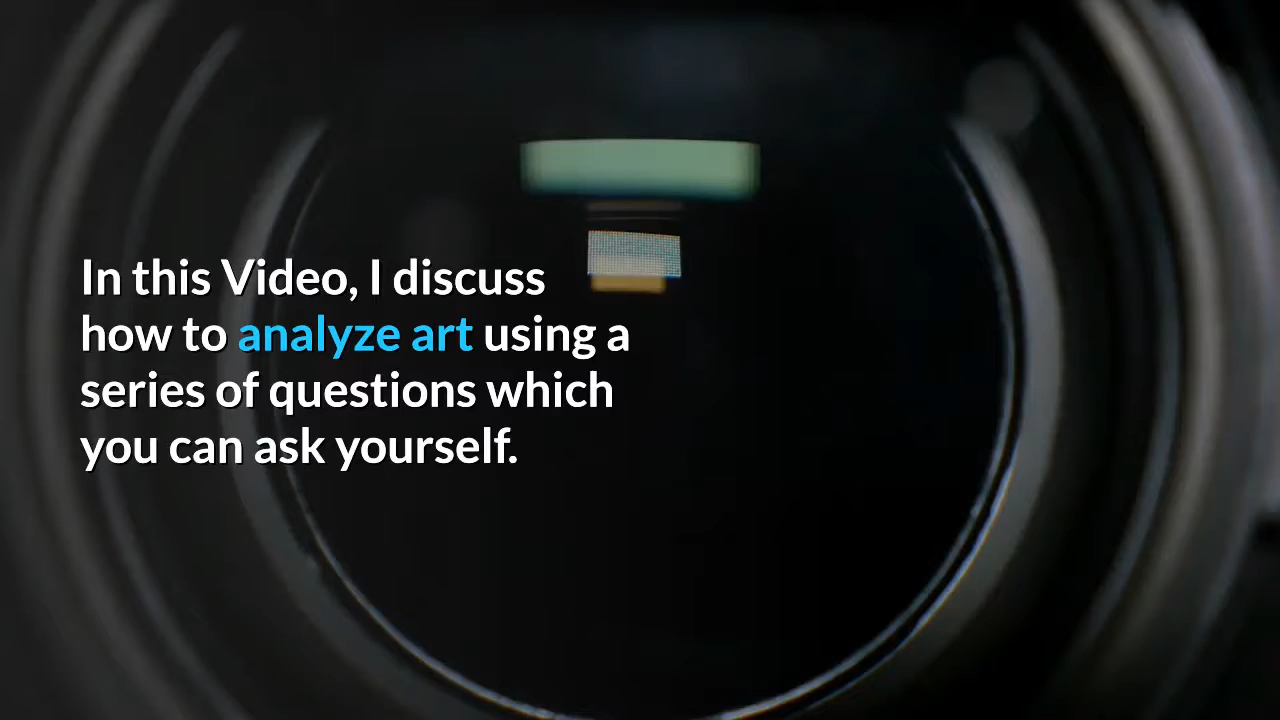 In this Video, I discuss
how to analyze art using a
series of questions which
you can ask yourself.